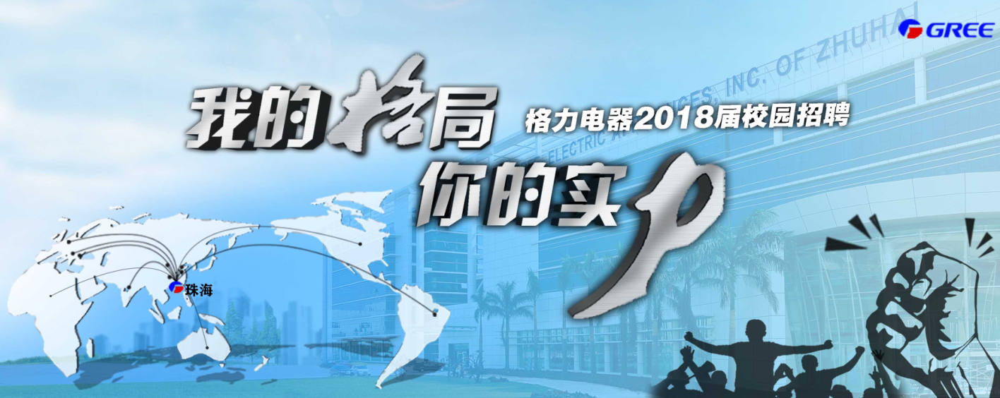 GREE
我的格局
格力电器2018届校园招聘
你的实力
ELECTRIC APPLIANCES, INC. OF ZHUHAI
珠海